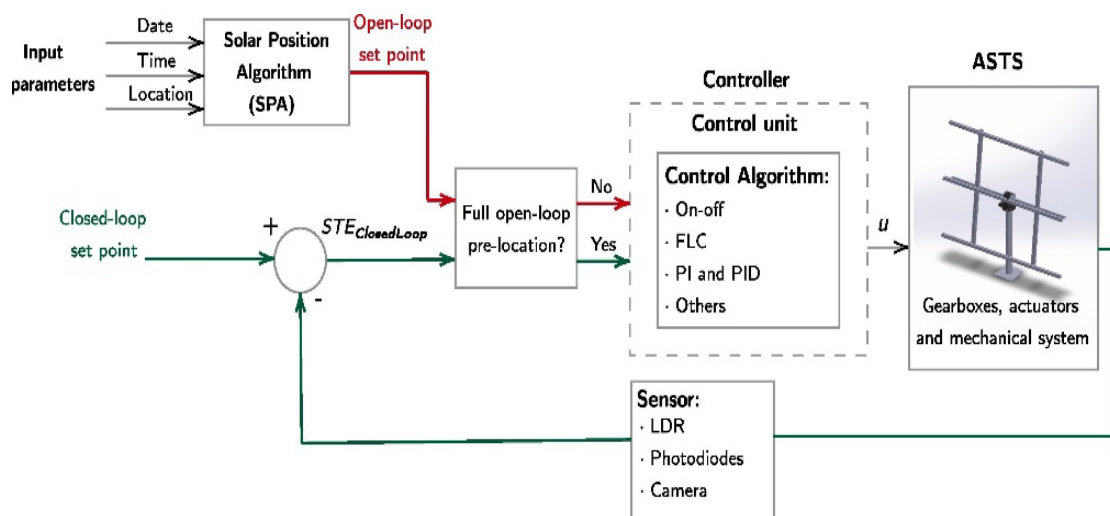 Input
parameters
Date
Time
Location
Solar Position
Algorithm
(SPA)
Open-loop
set point
Closed-loop
set point
+
-
STE_ClosedLoop
Full open-loop
pre-location?
No
Yes
Controller
Control unit
Control Algorithm:
· On-off
· FLC
· PI and PID
· Others
u
ASTS
Gearboxes, actuators
and mechanical system
Sensor:
· LDR
· Photodiodes
· Camera